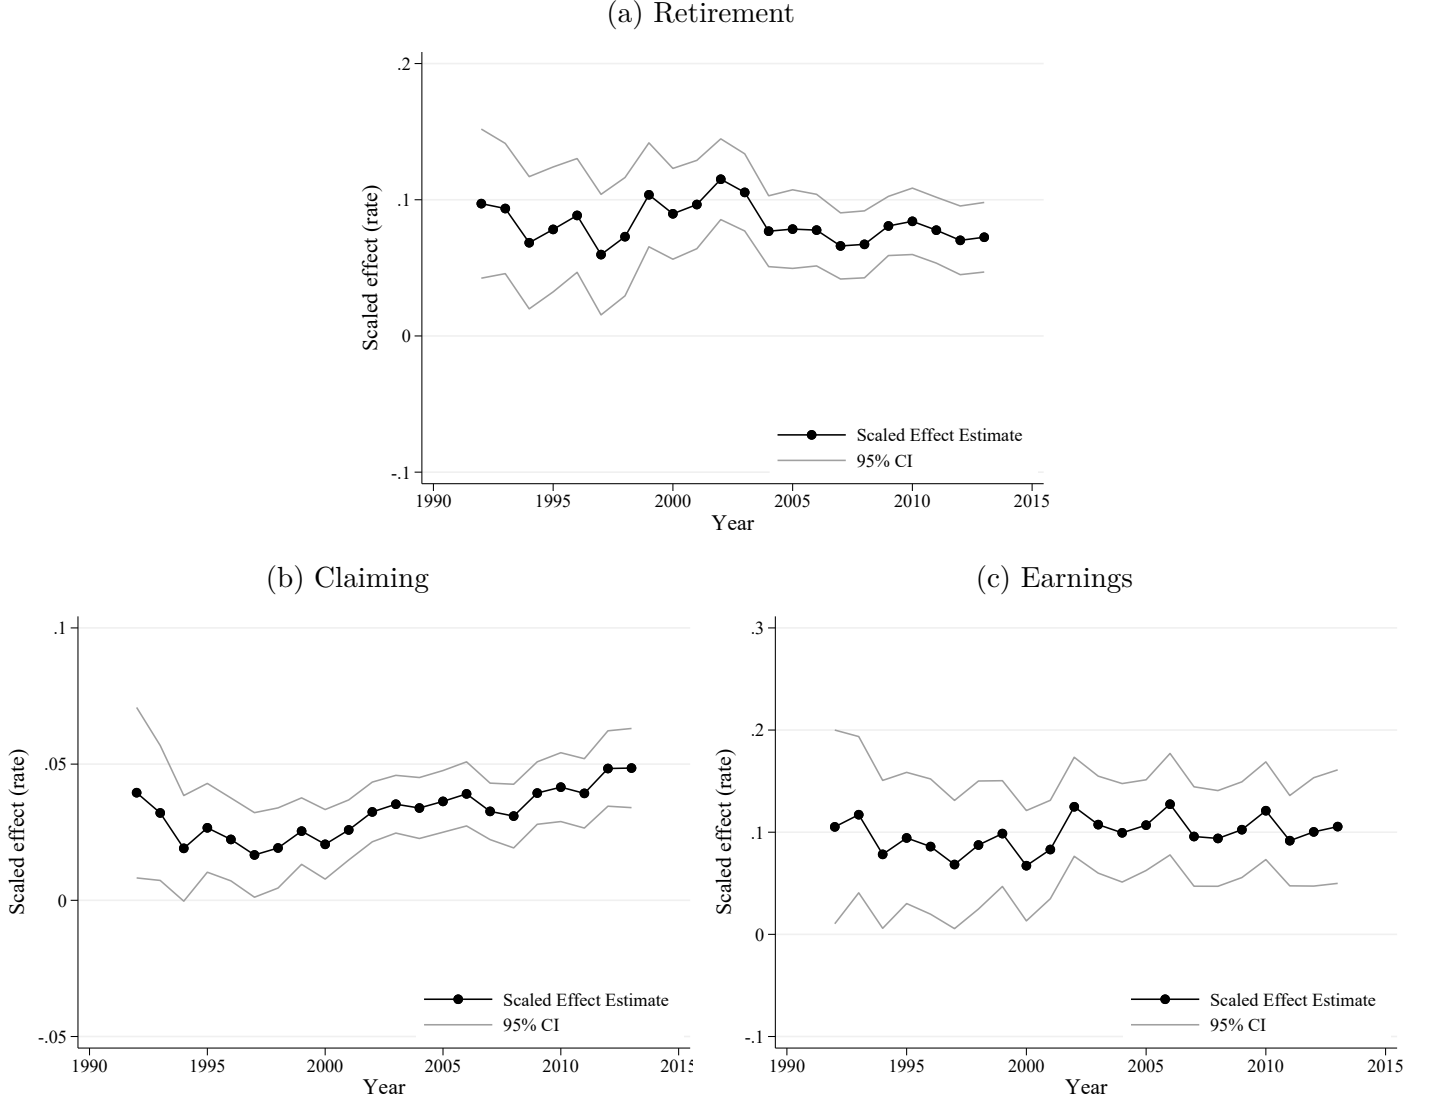 (a) Retirement
.2
.1
0
-.1
Scaled effect (rate)
Scaled Effect Estimate
95% CI
1990 1995 2000 2005 2010 2015
Year
(b) Claiming
.1
.05
0
-.05
Scaled effect (rate)
Scaled Effect Estimate
95% CI
1990 1995 2000 2005 2010 2015
Year
(c) Earnings
.3
.2
.1
0
-.1
Scaled effect (rate)
Scaled Effect Estimate
95% CI
1990 1995 2000 2005 2010 2015
Year